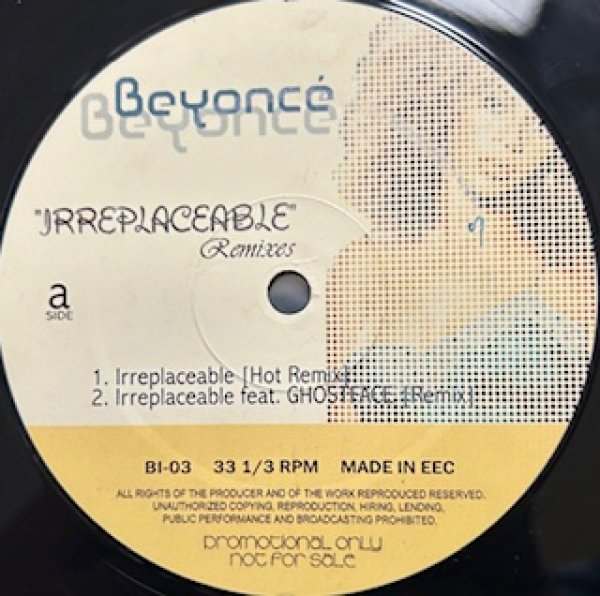 Beyoncé
Beyoncé
"IRREPLACEABLE"
Remixes
a
SIDE
1. Irreplaceable [Hot Remix]
2. Irreplaceable feat. GHOSTFACE. [Remix]
BI-03 33 1/3 RPM MADE IN EEC
ALL RIGHTS OF THE PRODUCER AND OF THE WORK REPRODUCED RESERVED.
UNAUTHORIZED COPYING, REPRODUCTION, HIRING, LENDING,
PUBLIC PERFORMANCE AND BROADCASTING PROHIBITED.
PROMOTIONAL ONLY
NOT FOR SALE